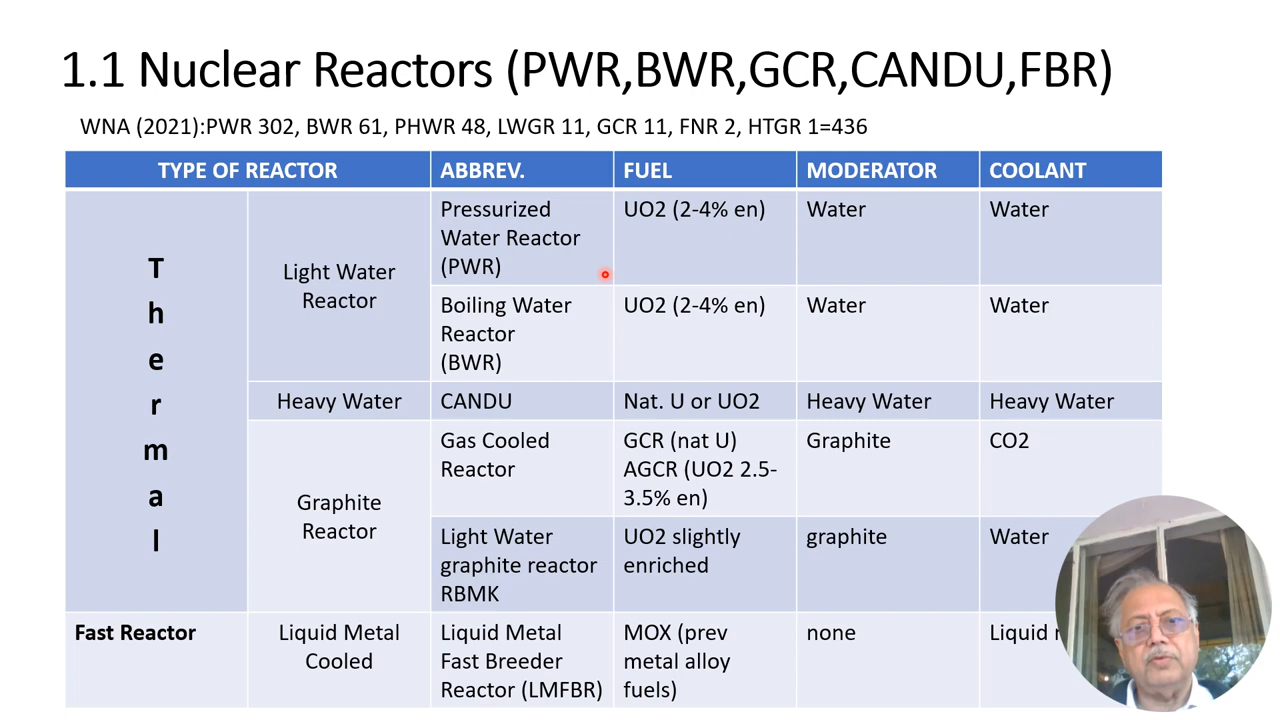 1.1 Nuclear Reactors (PWR,BWR,GCR,CANDU,FBR)
WNA (2021):PWR 302, BWR 61, PHWR 48, LWGR 11, GCR 11, FNR 2, HTGR 1=436
TYPE OF REACTOR
ABBREV.
FUEL
MODERATOR
COOLANT
T
h
e
r
m
a
l
Light Water
Reactor
Pressurized
Water Reactor
(PWR)
UO2 (2-4% en)
Water
Water
Boiling Water
Reactor
(BWR)
UO2 (2-4% en)
Water
Water
Heavy Water
CANDU
Nat. U or UO2
Heavy Water
Heavy Water
Graphite
Reactor
Gas Cooled
Reactor
GCR (nat U)
AGCR (UO2 2.5-
3.5% en)
Graphite
CO2
Light Water
graphite reactor
RBMK
UO2 slightly
enriched
graphite
Water
Fast Reactor
Liquid Metal
Cooled
Liquid Metal
Fast Breeder
Reactor (LMFBR)
MOX (prev
metal alloy
fuels)
none
Liquid